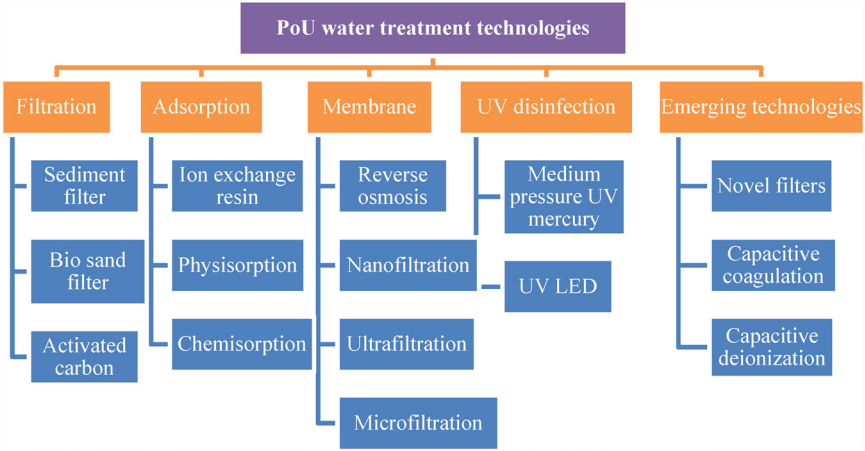 PoU water treatment technologies
Filtration
Adsorption
Membrane
UV disinfection
Emerging technologies
Sediment
filter
Bio sand
filter
Activated
carbon
Ion exchange
resin
Physisorption
Chemisorption
Reverse
osmosis
Nanofiltration
Ultrafiltration
Microfiltration
Medium
pressure UV
mercury
UV LED
Novel filters
Capacitive
coagulation
Capacitive
deionization